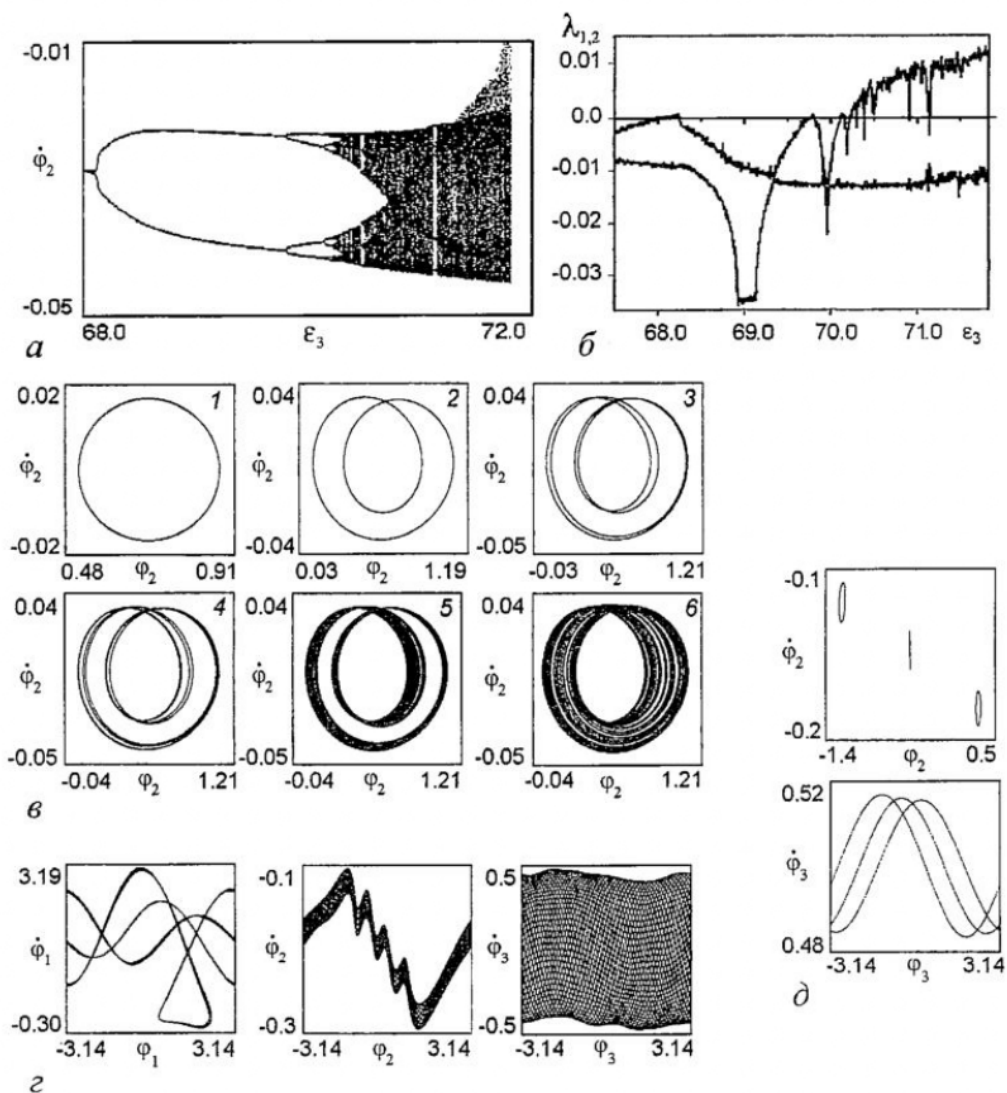 -0.01
φ̇₂
-0.05
68.0 ε₃ 72.0
а
λ₁,₂
0.01
0.0
-0.01
-0.02
-0.03
68.0 69.0 70.0 71.0 ε₃
б
0.02 1
φ̇₂
-0.02
0.48 φ₂ 0.91
0.04 2
φ̇₂
-0.04
0.03 φ₂ 1.19
0.04 3
φ̇₂
-0.05
-0.03 φ₂ 1.21
0.04 4
φ̇₂
-0.05
-0.04 φ₂ 1.21
0.04 5
φ̇₂
-0.05
-0.04 φ₂ 1.21
0.04 6
φ̇₂
-0.05
-0.04 φ₂ 1.21
в
-0.1
φ̇₂
-0.2
-1.4 φ₂ 0.5
0.52
φ̇₃
0.48
-3.14 φ₃ 3.14
д
3.19
φ̇₁
-0.30
-3.14 φ₁ 3.14
-0.1
φ̇₂
-0.3
-3.14 φ₂ 3.14
0.5
φ̇₃
-0.5
-3.14 φ₃ 3.14
г